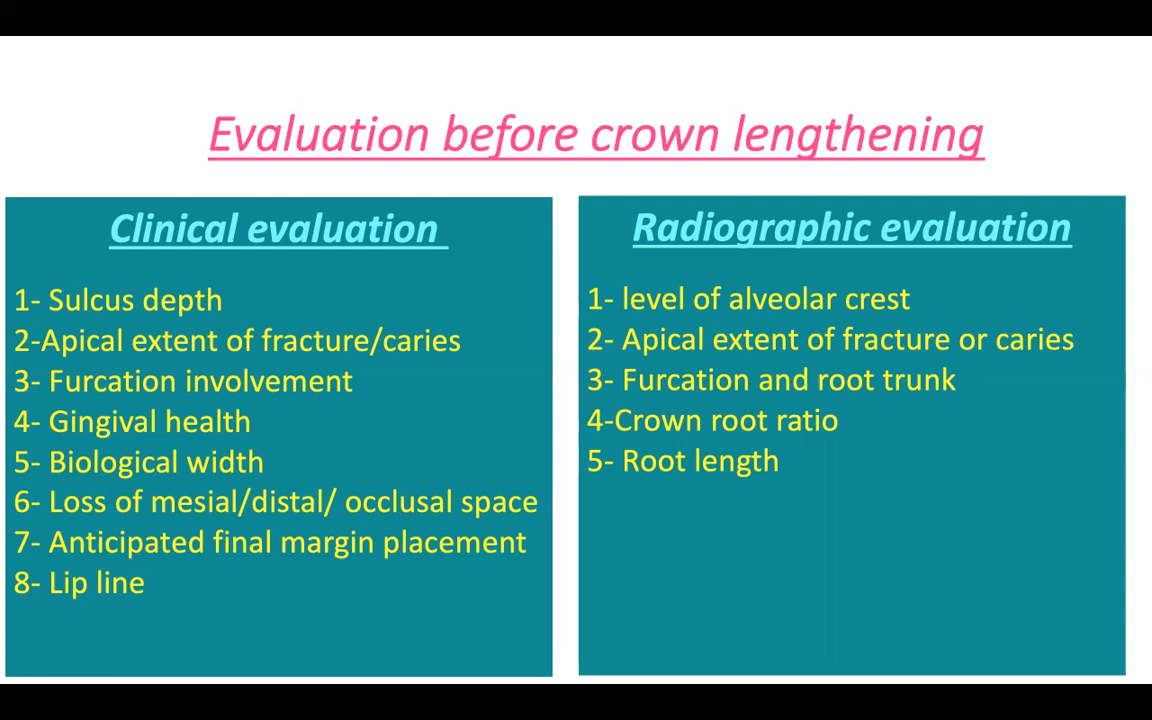 Evaluation before crown lengthening
Clinical evaluation
1- Sulcus depth
2-Apical extent of fracture/caries
3- Furcation involvement
4- Gingival health
5- Biological width
6- Loss of mesial/distal/ occlusal space
7- Anticipated final margin placement
8- Lip line
Radiographic evaluation
1- level of alveolar crest
2- Apical extent of fracture or caries
3- Furcation and root trunk
4-Crown root ratio
5- Root length